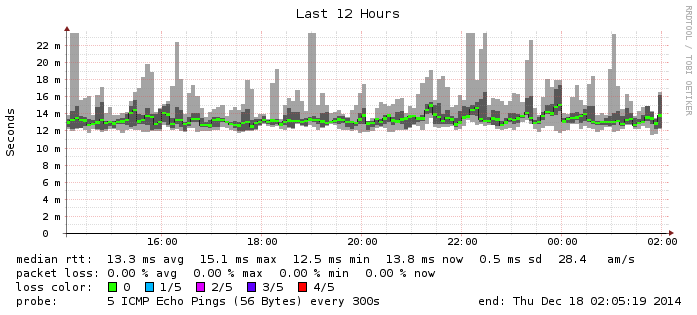 Last 12 Hours
RRDTOOL / TOBI OETIKER
Seconds
22 m
20 m
18 m
16 m
14 m
12 m
10 m
8 m
6 m
4 m
2 m
0
16:00 18:00 20:00 22:00 00:00 02:00
median rtt: 13.3 ms avg 15.1 ms max 12.5 ms min 13.8 ms now 0.5 ms sd 28.4 am/s
packet loss: 0.00 % avg 0.00 % max 0.00 % min 0.00 % now
loss color: 0 1/5 2/5 3/5 4/5
probe: 5 ICMP Echo Pings (56 Bytes) every 300s end: Thu Dec 18 02:05:19 2014